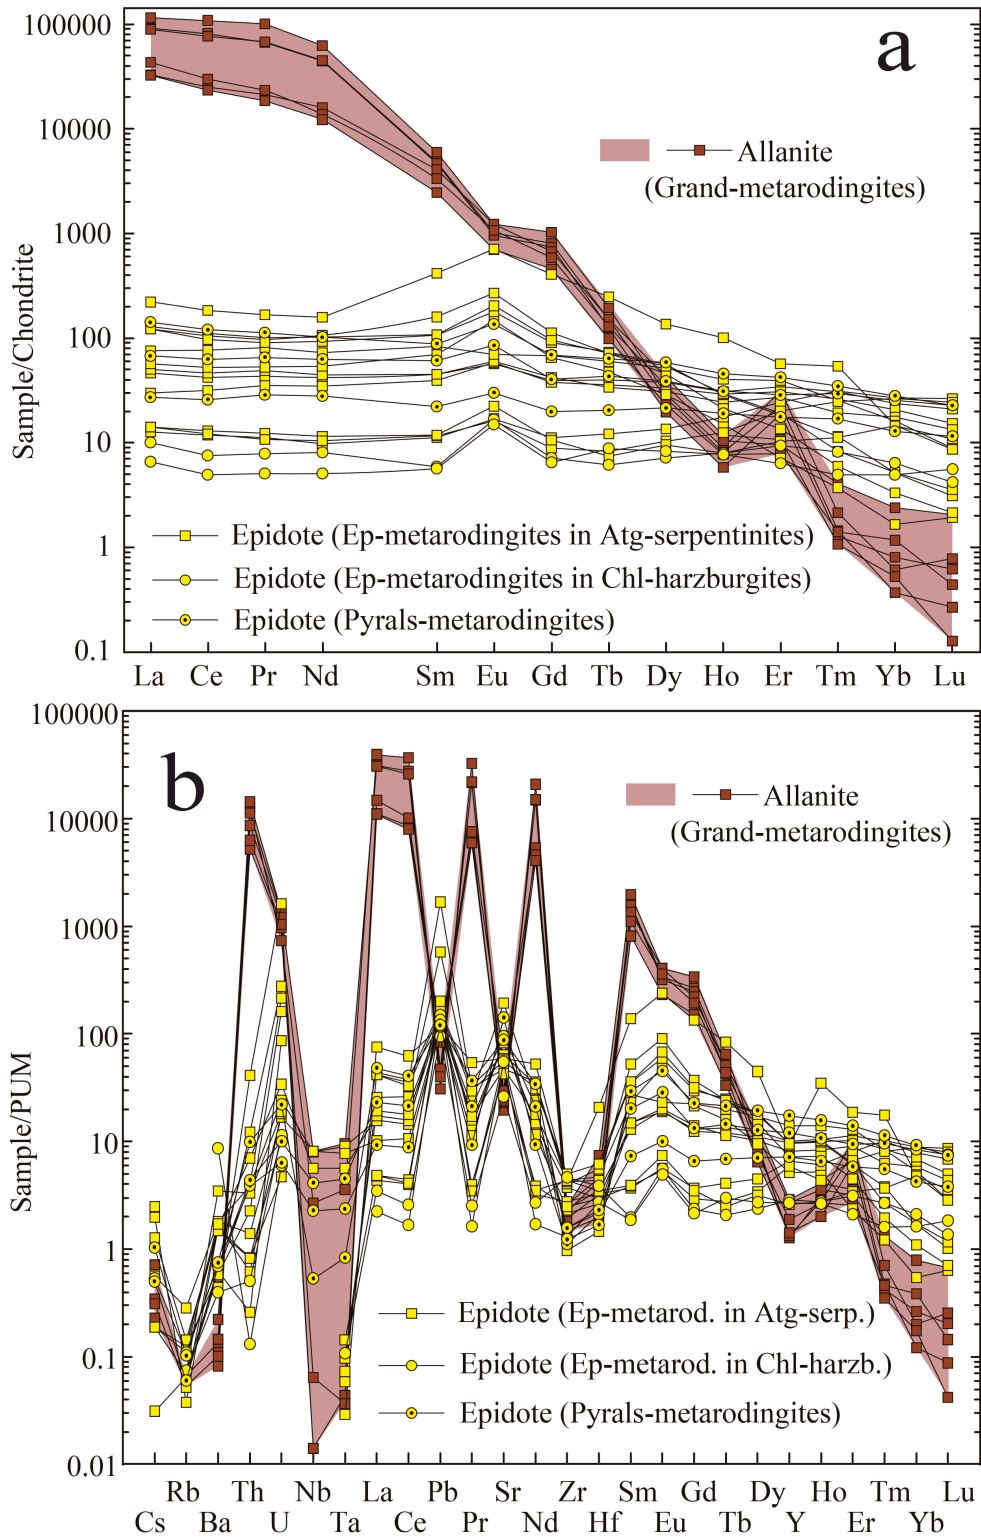 a
100000
10000
1000
100
10
1
0.1
Sample/Chondrite
Allanite
(Grand-metarodingites)
Epidote (Ep-metarodingites in Atg-serpentinites)
Epidote (Ep-metarodingites in Chl-harzburgites)
Epidote (Pyrals-metarodingites)
La Ce Pr Nd Sm Eu Gd Tb Dy Ho Er Tm Yb Lu
b
100000
10000
1000
100
10
1
0.1
0.01
Sample/PUM
Allanite
(Grand-metarodingites)
Epidote (Ep-metarod. in Atg-serp.)
Epidote (Ep-metarod. in Chl-harzb.)
Epidote (Pyrals-metarodingites)
Rb Th Nb La Pb Sr Zr Sm Gd Dy Ho Tm Lu
Cs Ba U Ta Ce Pr Nd Hf Eu Tb Y Er Yb